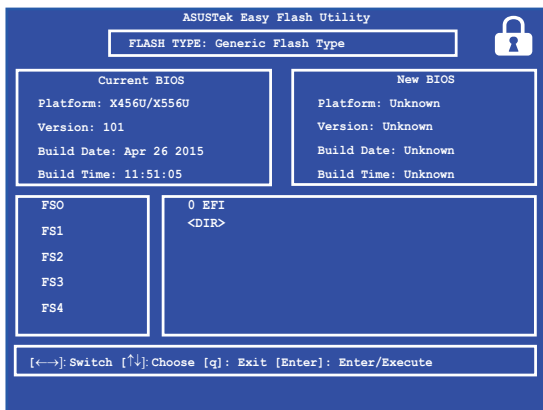 ASUSTek Easy Flash Utility
FLASH TYPE: Generic Flash Type
Current BIOS
Platform: X456U/X556U
Version: 101
Build Date: Apr 26 2015
Build Time: 11:51:05
New BIOS
Platform: Unknown
Version: Unknown
Build Date: Unknown
Build Time: Unknown
FSO
FS1
FS2
FS3
FS4
0 EFI
<DIR>
[←→]: Switch [↑↓]: Choose [q]: Exit [Enter]: Enter/Execute